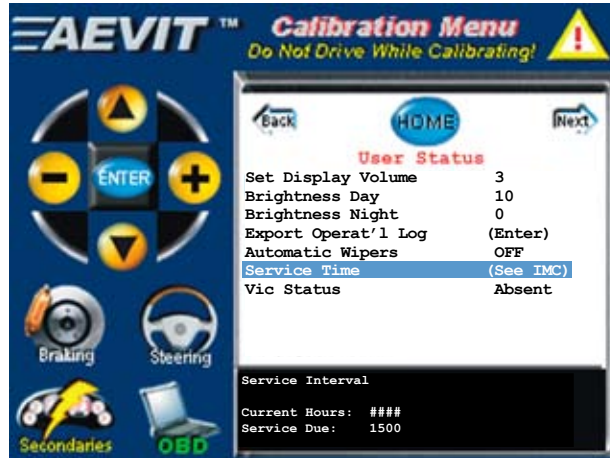 AEVIT ™
Calibration Menu
Do Not Drive While Calibrating!
!
Back
HOME
Next
User Status
Set Display Volume 3
Brightness Day 10
Brightness Night 0
Export Operat'l Log (Enter)
Automatic Wipers OFF
Service Time (See IMC)
Vic Status Absent
− ENTER +
Braking
Steering
Secondaries
OBD
Service Interval
Current Hours: ####
Service Due: 1500